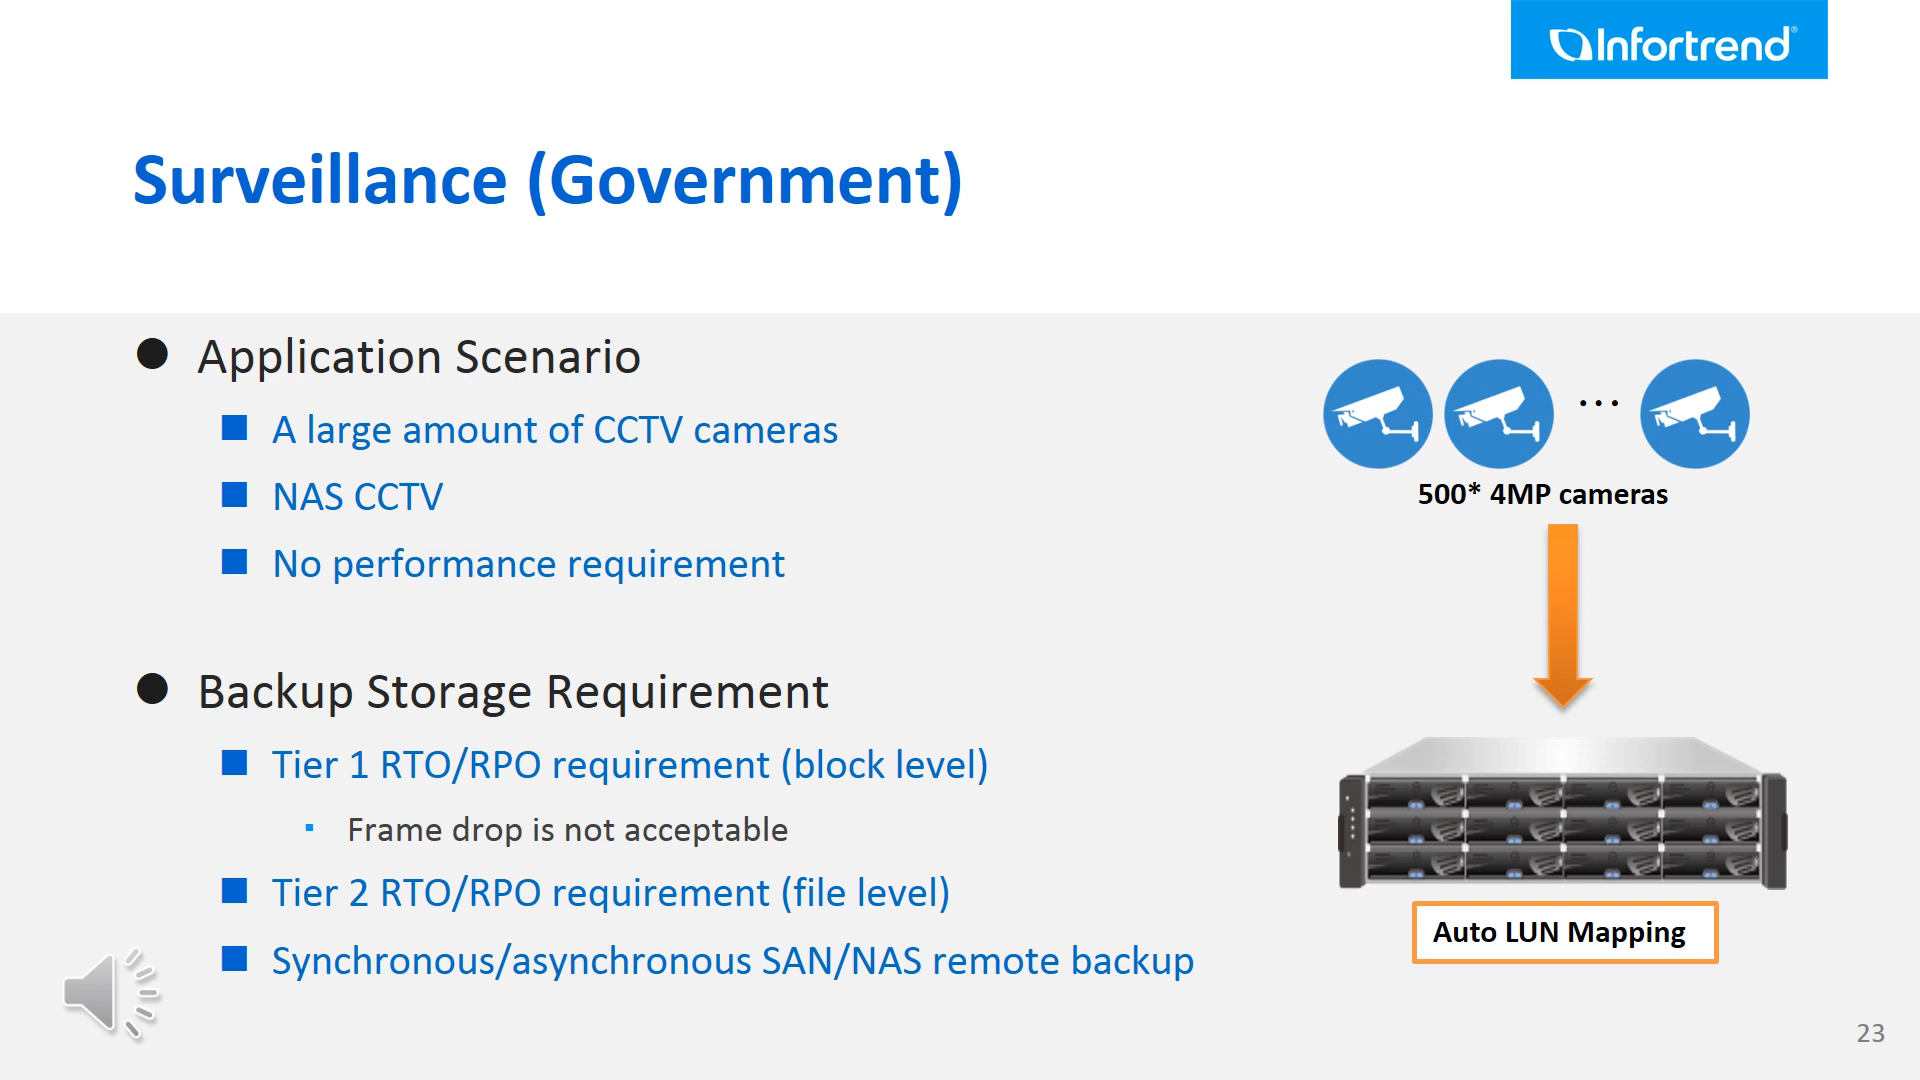 Infortrend®
Surveillance (Government)
Application Scenario
A large amount of CCTV cameras
NAS CCTV
No performance requirement
Backup Storage Requirement
Tier 1 RTO/RPO requirement (block level)
Frame drop is not acceptable
Tier 2 RTO/RPO requirement (file level)
Synchronous/asynchronous SAN/NAS remote backup
...
500* 4MP cameras
Auto LUN Mapping
23